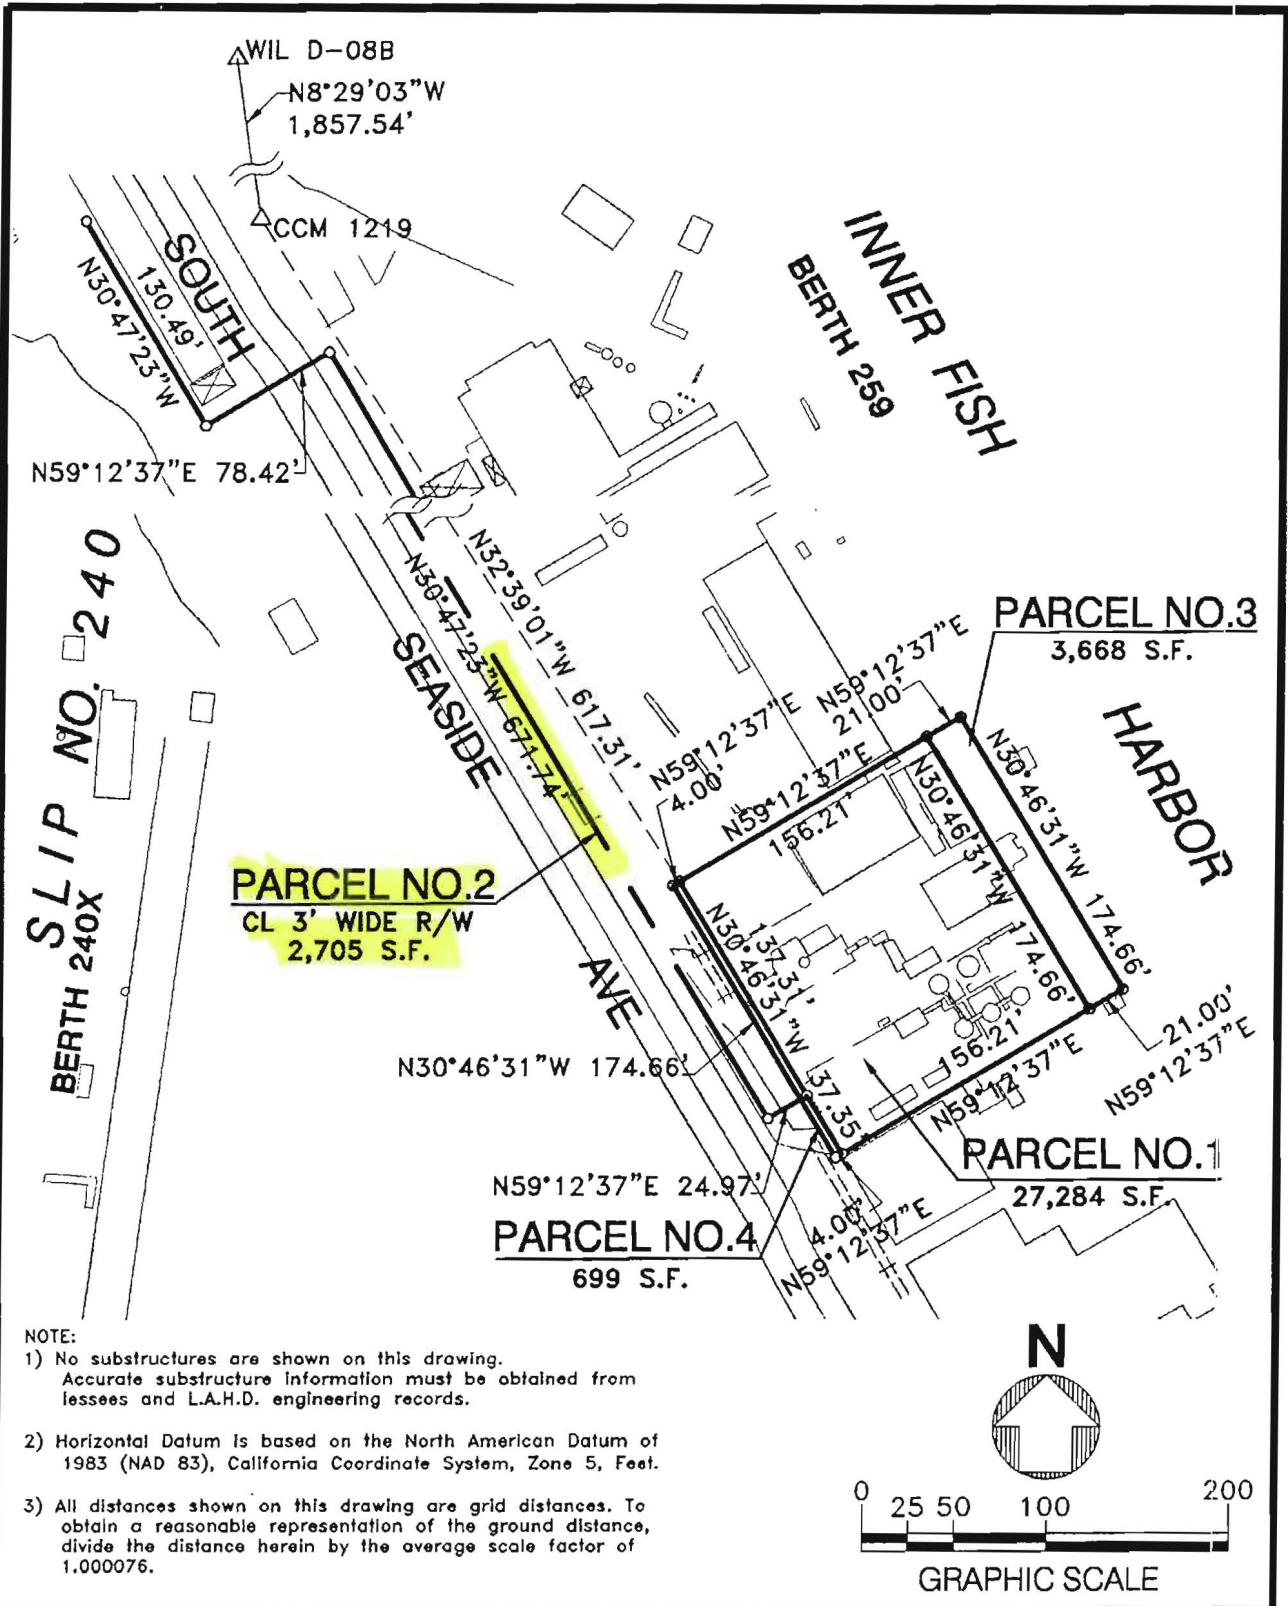 WIL D-08B
N8°29'03"W
1,857.54'
CCM 1219
SOUTH
130.49'
N30°47'23"W
N59°12'37"E 78.42'
INNER FISH
BERTH 259
HARBOR
SLIP NO. 240
BERTH 240X
SEASIDE
AVE
N32°39'01"W 617.31'
N30°47'23"W 671.74'
PARCEL NO.2
CL 3' WIDE R/W
2,705 S.F.
PARCEL NO.3
3,668 S.F.
N59°12'37"E
21.00'
N59°12'37"E
4.00'
N59°12'37"E
156.21'
N30°46'31"W 174.66'
N30°46'31"W 174.66'
137.31'
N30°46'31"W
37.35'
N30°46'31"W 174.66'
156.21'
N59°12'37"E
21.00'
N59°12'37"E
N59°12'37"E 24.97'
PARCEL NO.1
27,284 S.F.
PARCEL NO.4
699 S.F.
4.00'
N59°12'37"E
NOTE:
1) No substructures are shown on this drawing.
Accurate substructure information must be obtained from
lessees and L.A.H.D. engineering records.
2) Horizontal Datum is based on the North American Datum of
1983 (NAD 83), California Coordinate System, Zone 5, Feet.
3) All distances shown on this drawing are grid distances. To
obtain a reasonable representation of the ground distance,
divide the distance herein by the average scale factor of
1.000076.
N
0 25 50 100 200
GRAPHIC SCALE